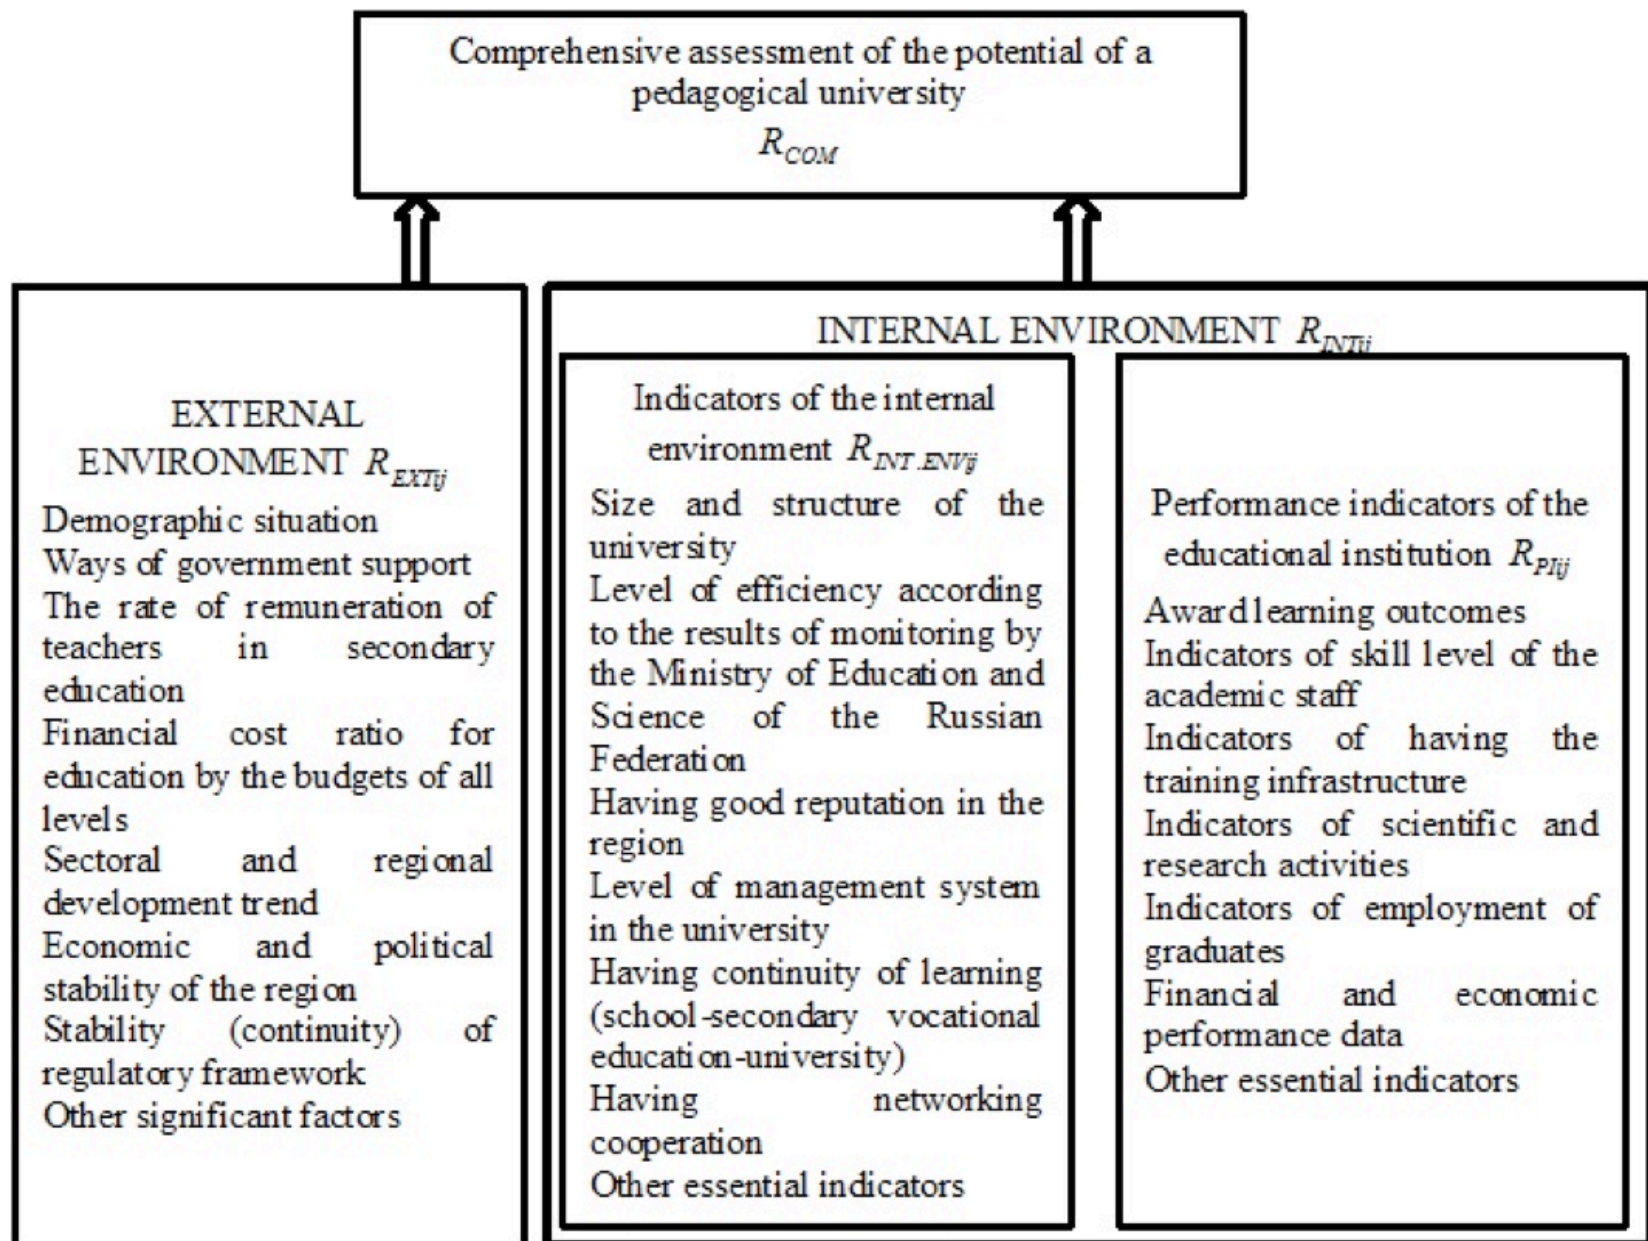 Comprehensive assessment of the potential of a
pedagogical university
R_COM
EXTERNAL
ENVIRONMENT R_EXTij
Demographic situation
Ways of government support
The rate of remuneration of
teachers in secondary
education
Financial cost ratio for
education by the budgets of all
levels
Sectoral and regional
development trend
Economic and political
stability of the region
Stability (continuity) of
regulatory framework
Other significant factors
INTERNAL ENVIRONMENT R_INTij
Indicators of the internal
environment R_INT.ENVij
Size and structure of the
university
Level of efficiency according
to the results of monitoring by
the Ministry of Education and
Science of the Russian
Federation
Having good reputation in the
region
Level of management system
in the university
Having continuity of learning
(school-secondary vocational
education-university)
Having networking
cooperation
Other essential indicators
Performance indicators of the
educational institution R_PIij
Award learning outcomes
Indicators of skill level of the
academic staff
Indicators of having the
training infrastructure
Indicators of scientific and
research activities
Indicators of employment of
graduates
Financial and economic
performance data
Other essential indicators